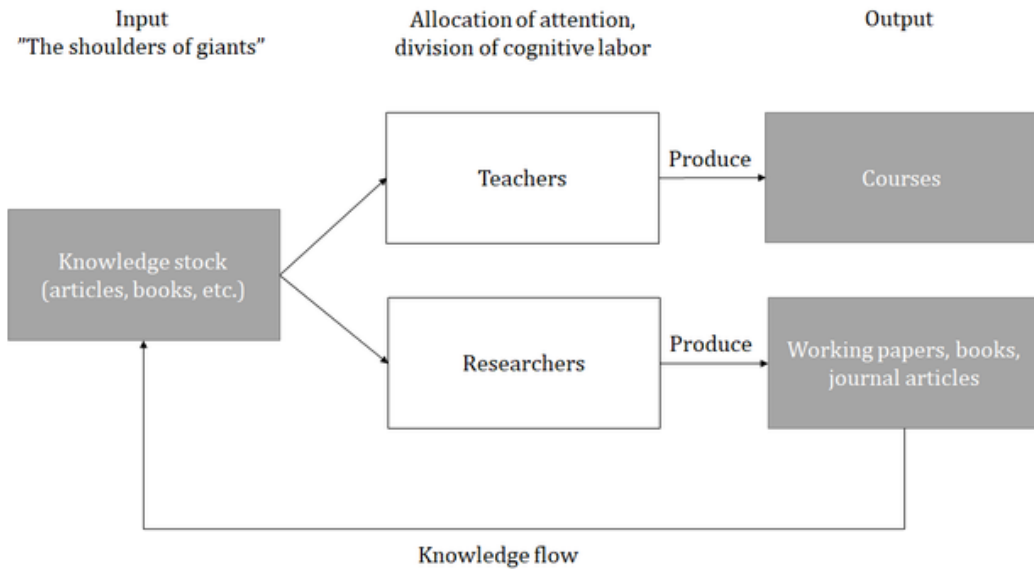 Input
"The shoulders of giants”
Allocation of attention,
division of cognitive labor
Output
Teachers
Produce
Courses
Knowledge stock
(articles, books, etc.)
Researchers
Produce
Working papers, books,
journal articles
Knowledge flow